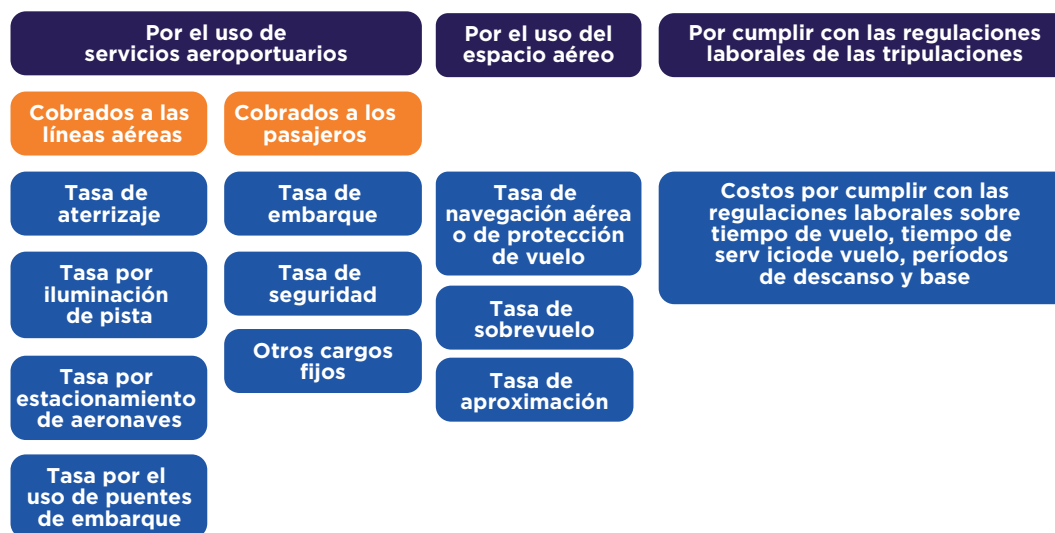 Por el uso de
servicios aeroportuarios
Por el uso del
espacio aéreo
Por cumplir con las regulaciones
laborales de las tripulaciones
Cobrados a las
líneas aéreas
Cobrados a los
pasajeros
Tasa de
aterrizaje
Tasa por
iluminación
de pista
Tasa por
estacionamiento
de aeronaves
Tasa por el
uso de puentes
de embarque
Tasa de
embarque
Tasa de
seguridad
Otros cargos
fijos
Tasa de
navegación aérea
o de protección
de vuelo
Tasa de
sobrevuelo
Tasa de
aproximación
Costos por cumplir con las
regulaciones laborales sobre
tiempo de vuelo, tiempo de
serv iciode vuelo, períodos
de descanso y base